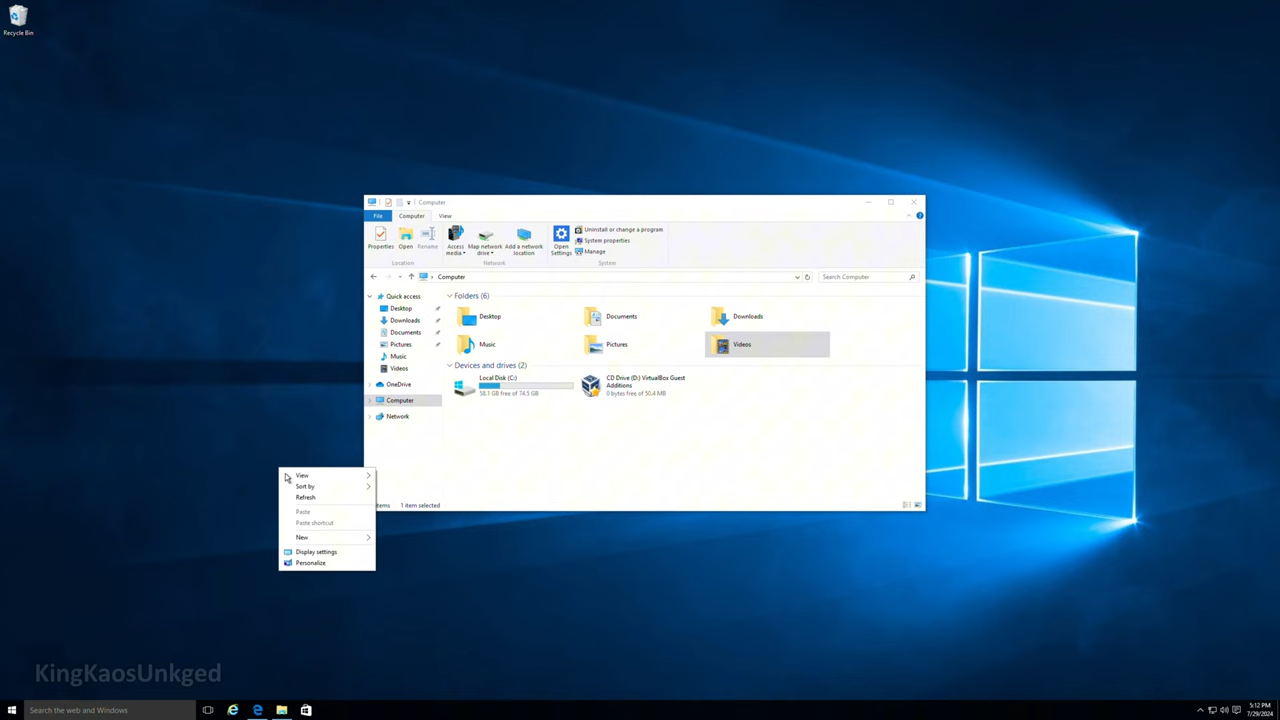 Recycle Bin
Computer
File
Computer
View
Properties
Open
Rename
Access media
Map network drive
Add a network location
Open Settings
Uninstall or change a program
System properties
Manage
Location
Network
System
Computer
Search Computer
Quick access
Desktop
Downloads
Documents
Pictures
Music
Videos
OneDrive
Computer
Network
Folders (6)
Desktop
Documents
Downloads
Music
Pictures
Videos
Devices and drives (2)
Local Disk (C:)
58.1 GB free of 74.5 GB
CD Drive (D:) VirtualBox Guest
Additions
0 bytes free of 50.4 MB
1 item selected
View
Sort by
Refresh
Paste
Paste shortcut
New
Display settings
Personalize
KingKaosUnkged
Search the web and Windows
5:12 PM
7/29/2024